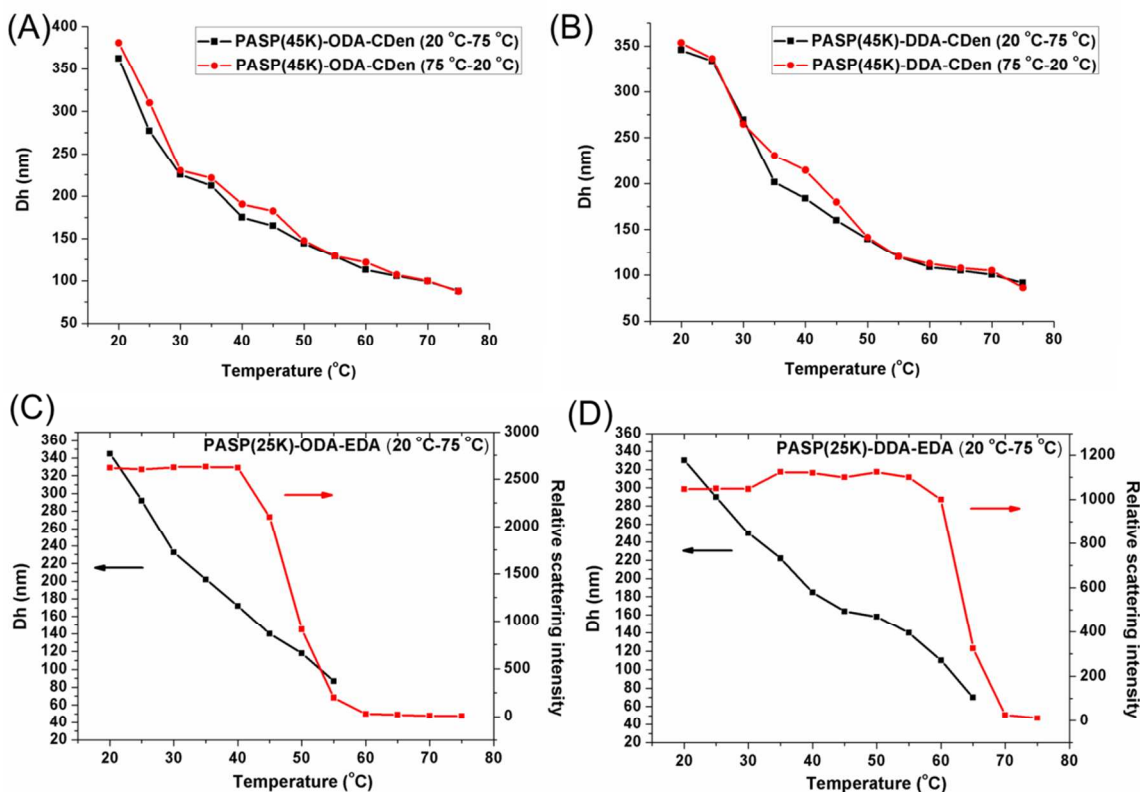 (A)
PASP(45K)-ODA-CDen (20 °C-75 °C)
PASP(45K)-ODA-CDen (75 °C-20 °C)
400
350
300
250
200
150
100
50
Dh (nm)
20 30 40 50 60 70 80
Temperature (°C)
(B)
PASP(45K)-DDA-CDen (20 °C-75 °C)
PASP(45K)-DDA-CDen (75 °C-20 °C)
350
300
250
200
150
100
50
Dh (nm)
20 30 40 50 60 70 80
Temperature (°C)
(C)
PASP(25K)-ODA-EDA (20 °C-75 °C)
360
340
320
300
280
260
240
220
200
180
160
140
120
100
80
60
40
20
Dh (nm)
3000
2500
2000
1500
1000
500
0
Relative scattering intensity
20 30 40 50 60 70
Temperature (°C)
(D)
PASP(25K)-DDA-EDA (20 °C-75 °C)
360
340
320
300
280
260
240
220
200
180
160
140
120
100
80
60
40
20
Dh (nm)
1200
1000
800
600
400
200
0
Relative scattering intensity
20 30 40 50 60 70
Temperature (°C)